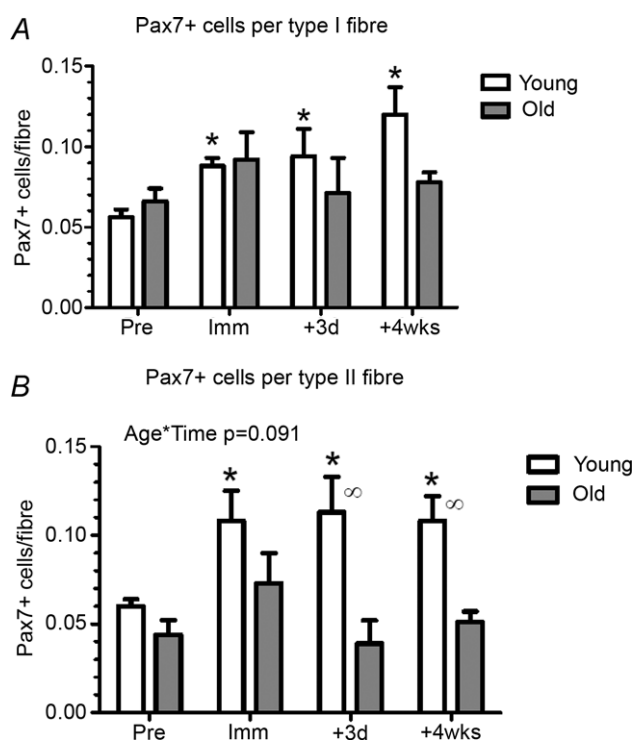 A
Pax7+ cells per type I fibre
Pax7+ cells/fibre
0.15
0.10
0.05
0.00
*
*
*
Young
Old
Pre Imm +3d +4wks
B
Pax7+ cells per type II fibre
Age*Time p=0.091
Pax7+ cells/fibre
0.15
0.10
0.05
0.00
*
* ∞
* ∞
Young
Old
Pre Imm +3d +4wks